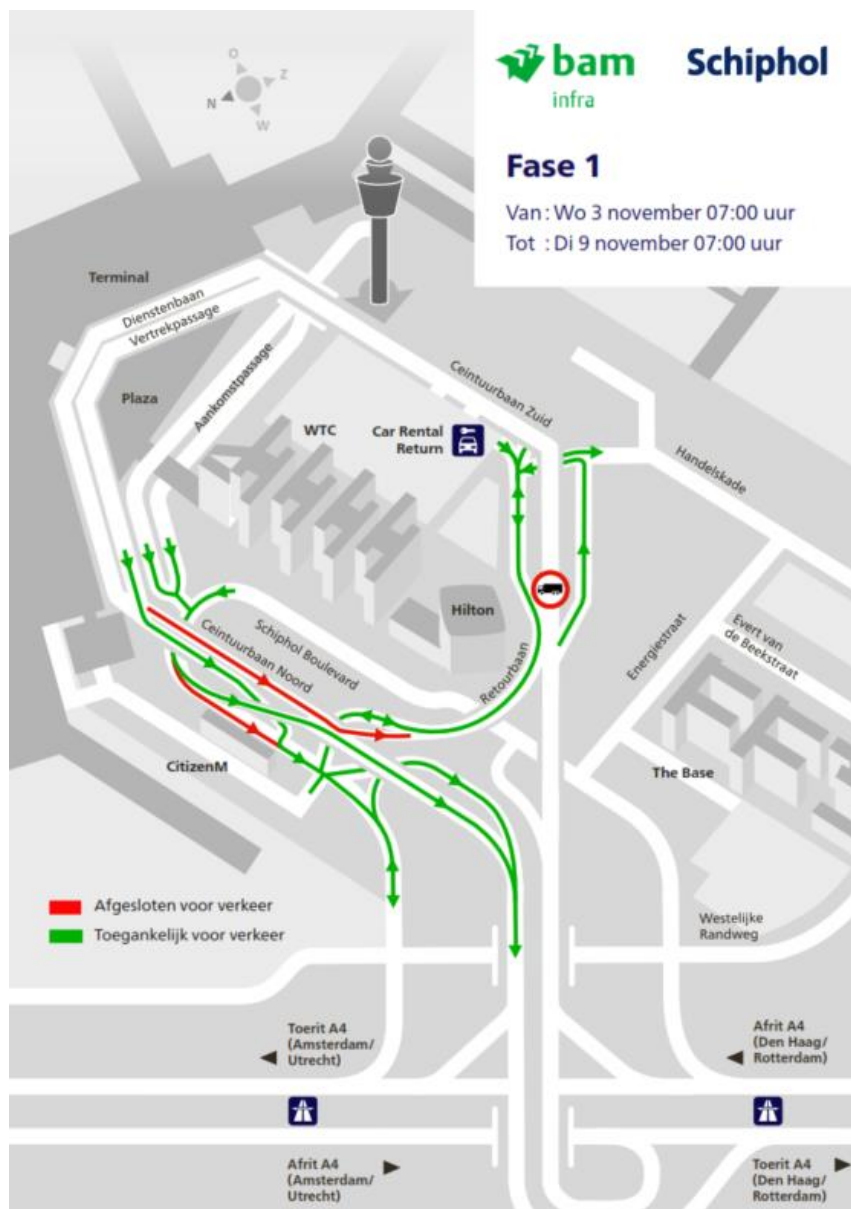 bam
infra
Schiphol
Fase 1
Van : Wo 3 november 07:00 uur
Tot : Di 9 november 07:00 uur
O
Z
N
W
Terminal
Dienstenbaan
Vertrekpassage
Plaza
Aankomstpassage
WTC
Car Rental
Return
Ceintuurbaan Zuid
Handelskade
Hilton
Schiphol Boulevard
Ceintuurbaan Noord
Retourbaan
Energiestraat
Evert van
de Beekstraat
CitizenM
The Base
Afgesloten voor verkeer
Toegankelijk voor verkeer
Westelijke
Randweg
Toerit A4
(Amsterdam/
Utrecht)
Afrit A4
(Den Haag/
Rotterdam)
Afrit A4
(Amsterdam/
Utrecht)
Toerit A4
(Den Haag/
Rotterdam)